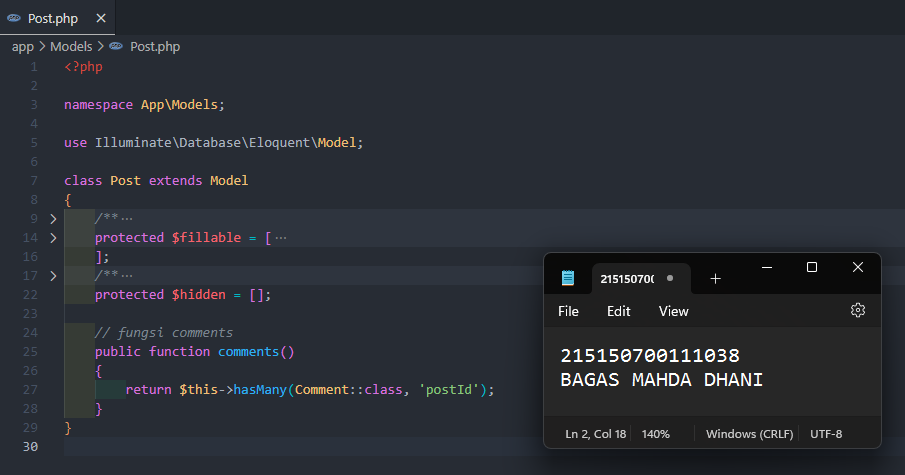 Post.php
app > Models > Post.php
1 <?php
2
3 namespace App\Models;
4
5 use Illuminate\Database\Eloquent\Model;
6
7 class Post extends Model
8 {
9 /** ...
14 protected $fillable = [ ...
16 ];
17 /** ...
22 protected $hidden = [];
23
24 // fungsi comments
25 public function comments()
26 {
27 return $this->hasMany(Comment::class, 'postId');
28 }
29 }
30
21515070(
File Edit View
215150700111038
BAGAS MAHDA DHANI
Ln 2, Col 18 140% Windows (CRLF) UTF-8